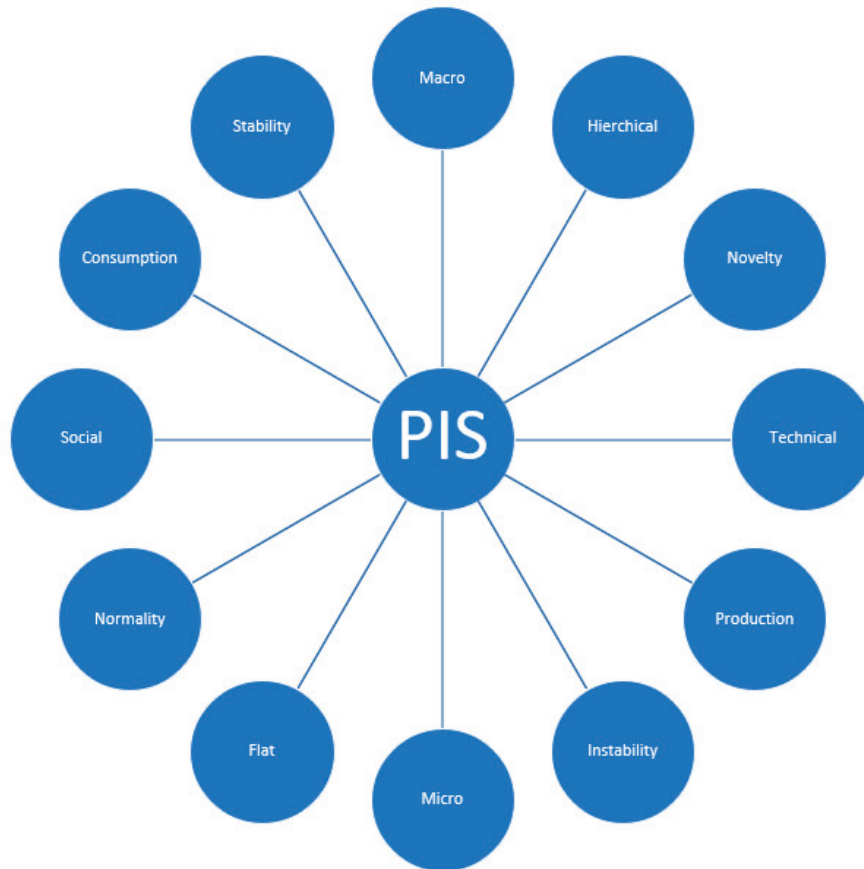 Macro
Stability
Hierchical
Consumption
Novelty
Social
PIS
Technical
Normality
Production
Flat
Instability
Micro